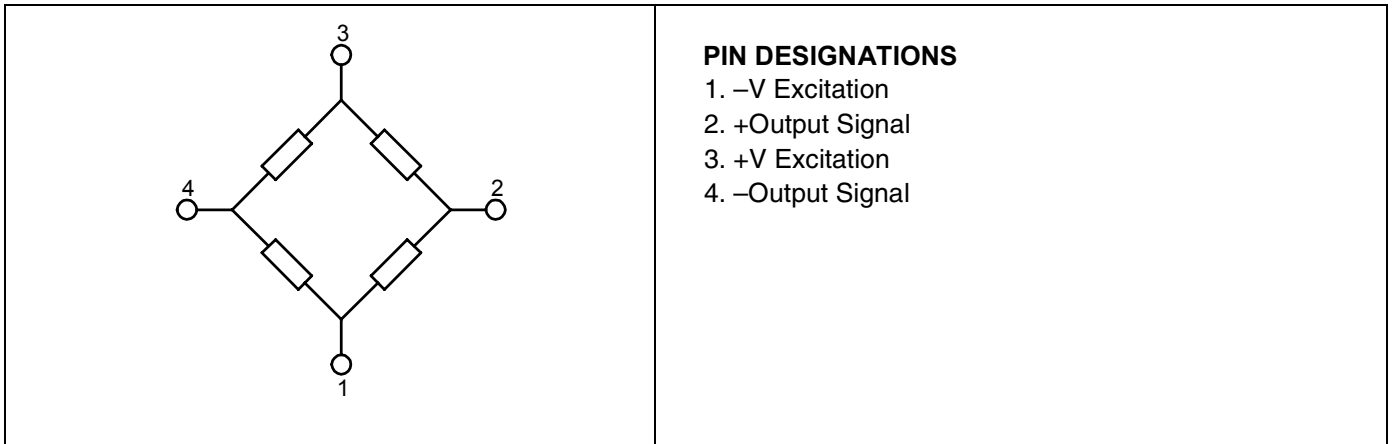 3
4
2
1
PIN DESIGNATIONS
1. –V Excitation
2. +Output Signal
3. +V Excitation
4. –Output Signal